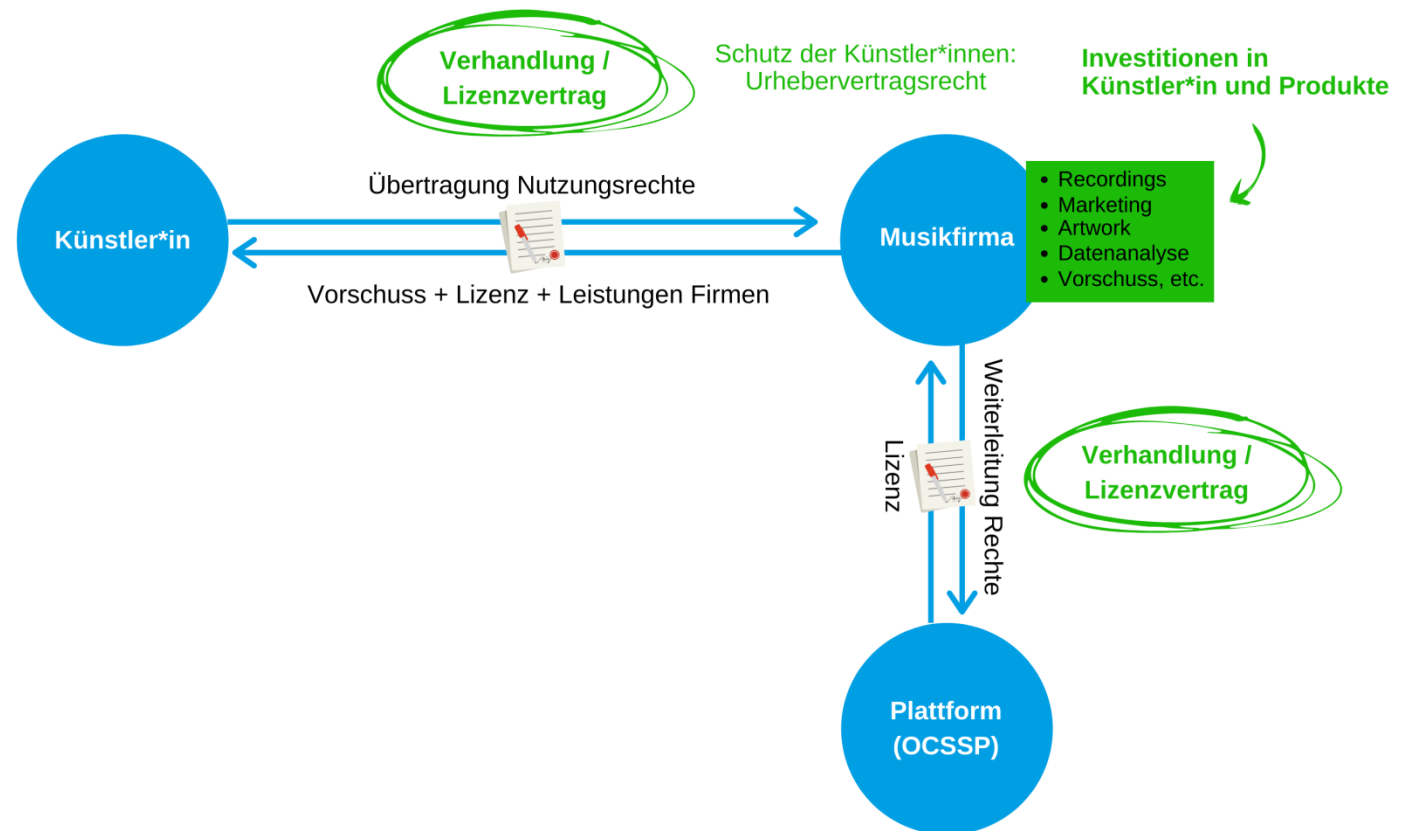 Verhandlung /
Lizenzvertrag
Schutz der Künstler*innen:
Urhebervertragsrecht
Investitionen in
Künstler*in und Produkte
Übertragung Nutzungsrechte
Künstler*in
Musikfirma
• Recordings
• Marketing
• Artwork
• Datenanalyse
• Vorschuss, etc.
Vorschuss + Lizenz + Leistungen Firmen
Lizenz
Weiterleitung Rechte
Verhandlung /
Lizenzvertrag
Plattform
(OCSSP)